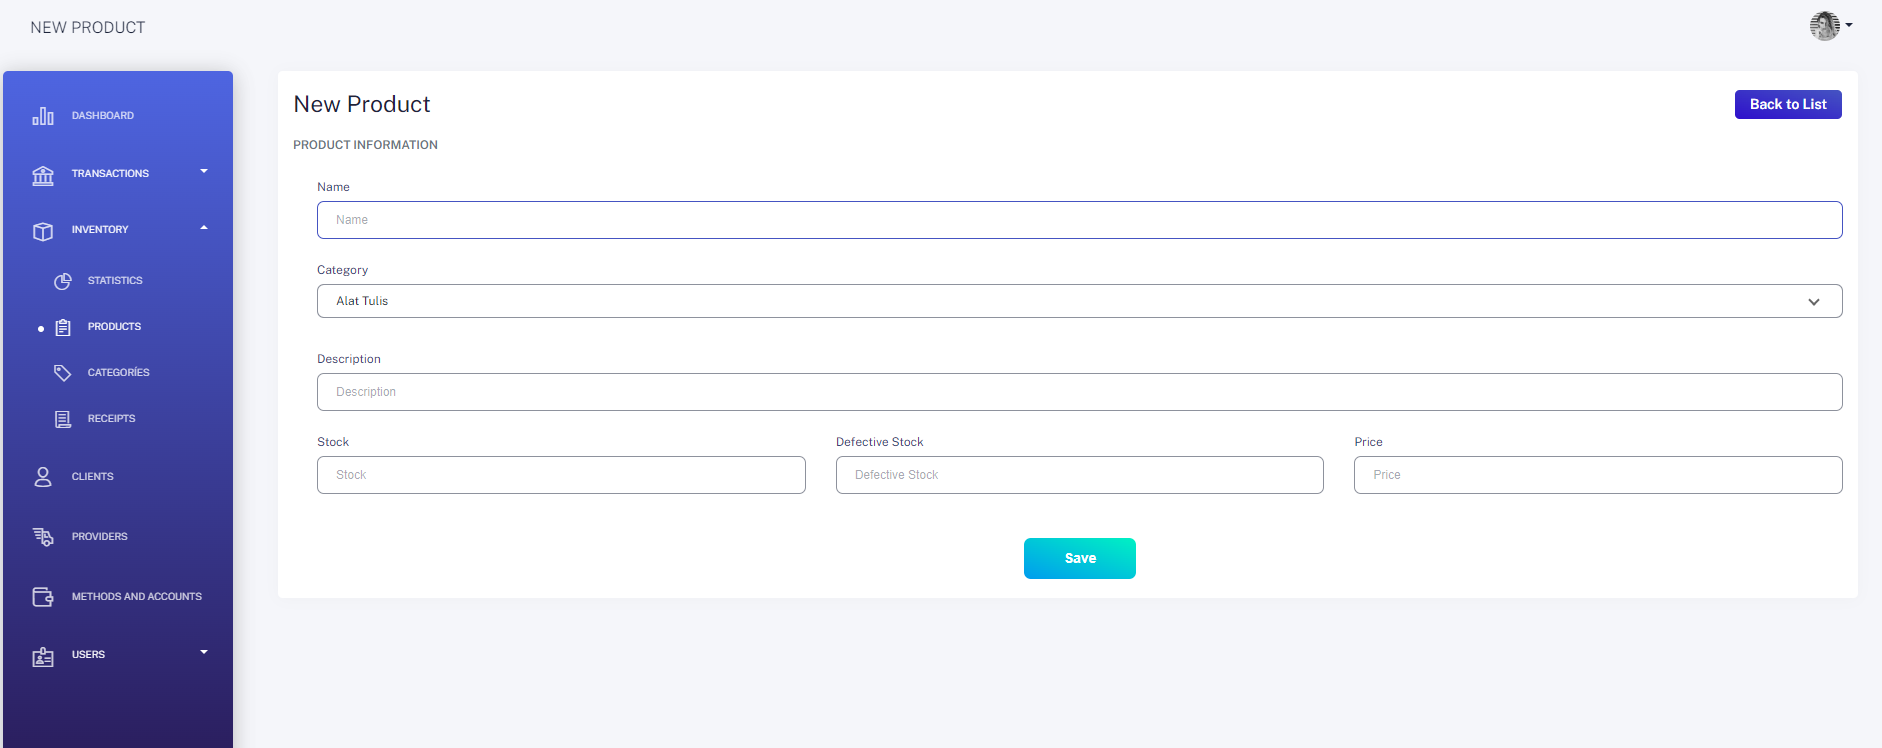 NEW PRODUCT
DASHBOARD
TRANSACTIONS
INVENTORY
STATISTICS
PRODUCTS
CATEGORÍES
RECEIPTS
CLIENTS
PROVIDERS
METHODS AND ACCOUNTS
USERS
New Product
Back to List
PRODUCT INFORMATION
Name
Name
Category
Alat Tulis
Description
Description
Stock
Defective Stock
Price
Stock
Defective Stock
Price
Save